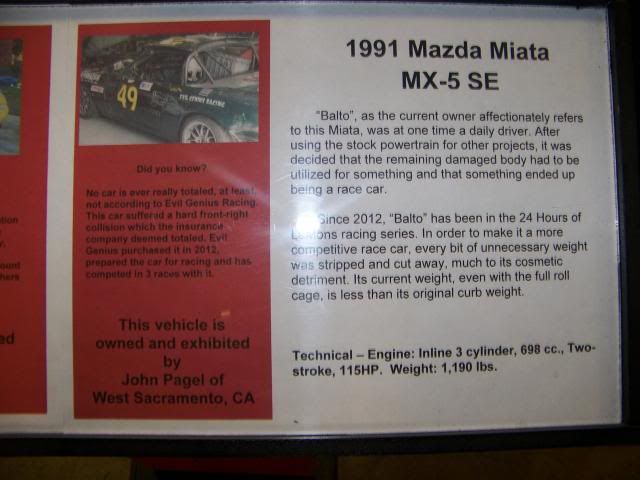 1991 Mazda Miata
MX-5 SE
"Balto", as the current owner affectionately refers
to this Miata, was at one time a daily driver. After
using the stock powertrain for other projects, it was
decided that the remaining damaged body had to be
utilized for something and that something ended up
being a race car.
Since 2012, "Balto" has been in the 24 Hours of
LeMons racing series. In order to make it a more
competitive race car, every bit of unnecessary weight
was stripped and cut away, much to its cosmetic
detriment. Its current weight, even with the full roll
cage, is less than its original curb weight.
Technical – Engine: Inline 3 cylinder, 698 cc., Two-
stroke, 115HP. Weight: 1,190 lbs.
49
EVIL GENIUS RACING
Did you know?
No car is ever really totaled, at least,
not according to Evil Genius Racing.
This car suffered a hard front-right
collision which the insurance
company deemed totaled. Evil
Genius purchased it in 2012,
prepared the car for racing and has
competed in 3 races with it.
This vehicle is
owned and exhibited
by
John Pagel of
West Sacramento, CA